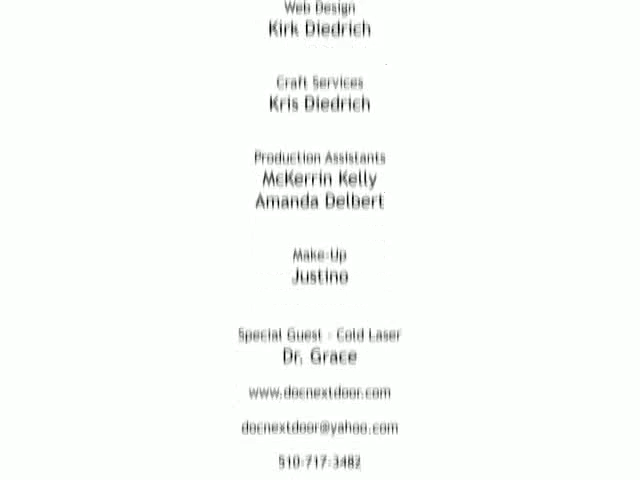 Web Design
Kirk Diedrich
Craft Services
Kris Diedrich
Production Assistants
McKerrin Kelly
Amanda Delbert
Make-Up
Justino
Special Guest - Cold Laser
Dr. Grace
www.docnextdoor.com
docnextdoor@yahoo.com
510-717-3482